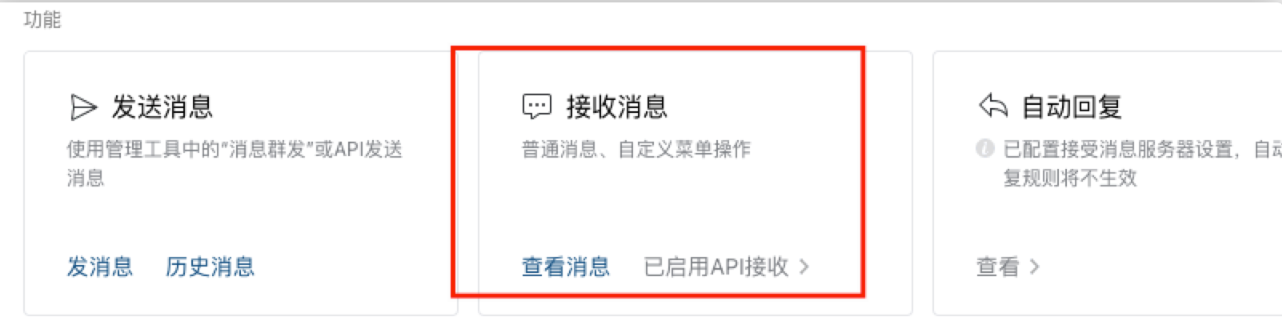 功能
发送消息
使用管理工具中的“消息群发”或API发送
消息
发消息 历史消息
接收消息
普通消息、自定义菜单操作
查看消息 已启用API接收 >
自动回复
已配置接受消息服务器设置，自动
复规则将不生效
查看 >